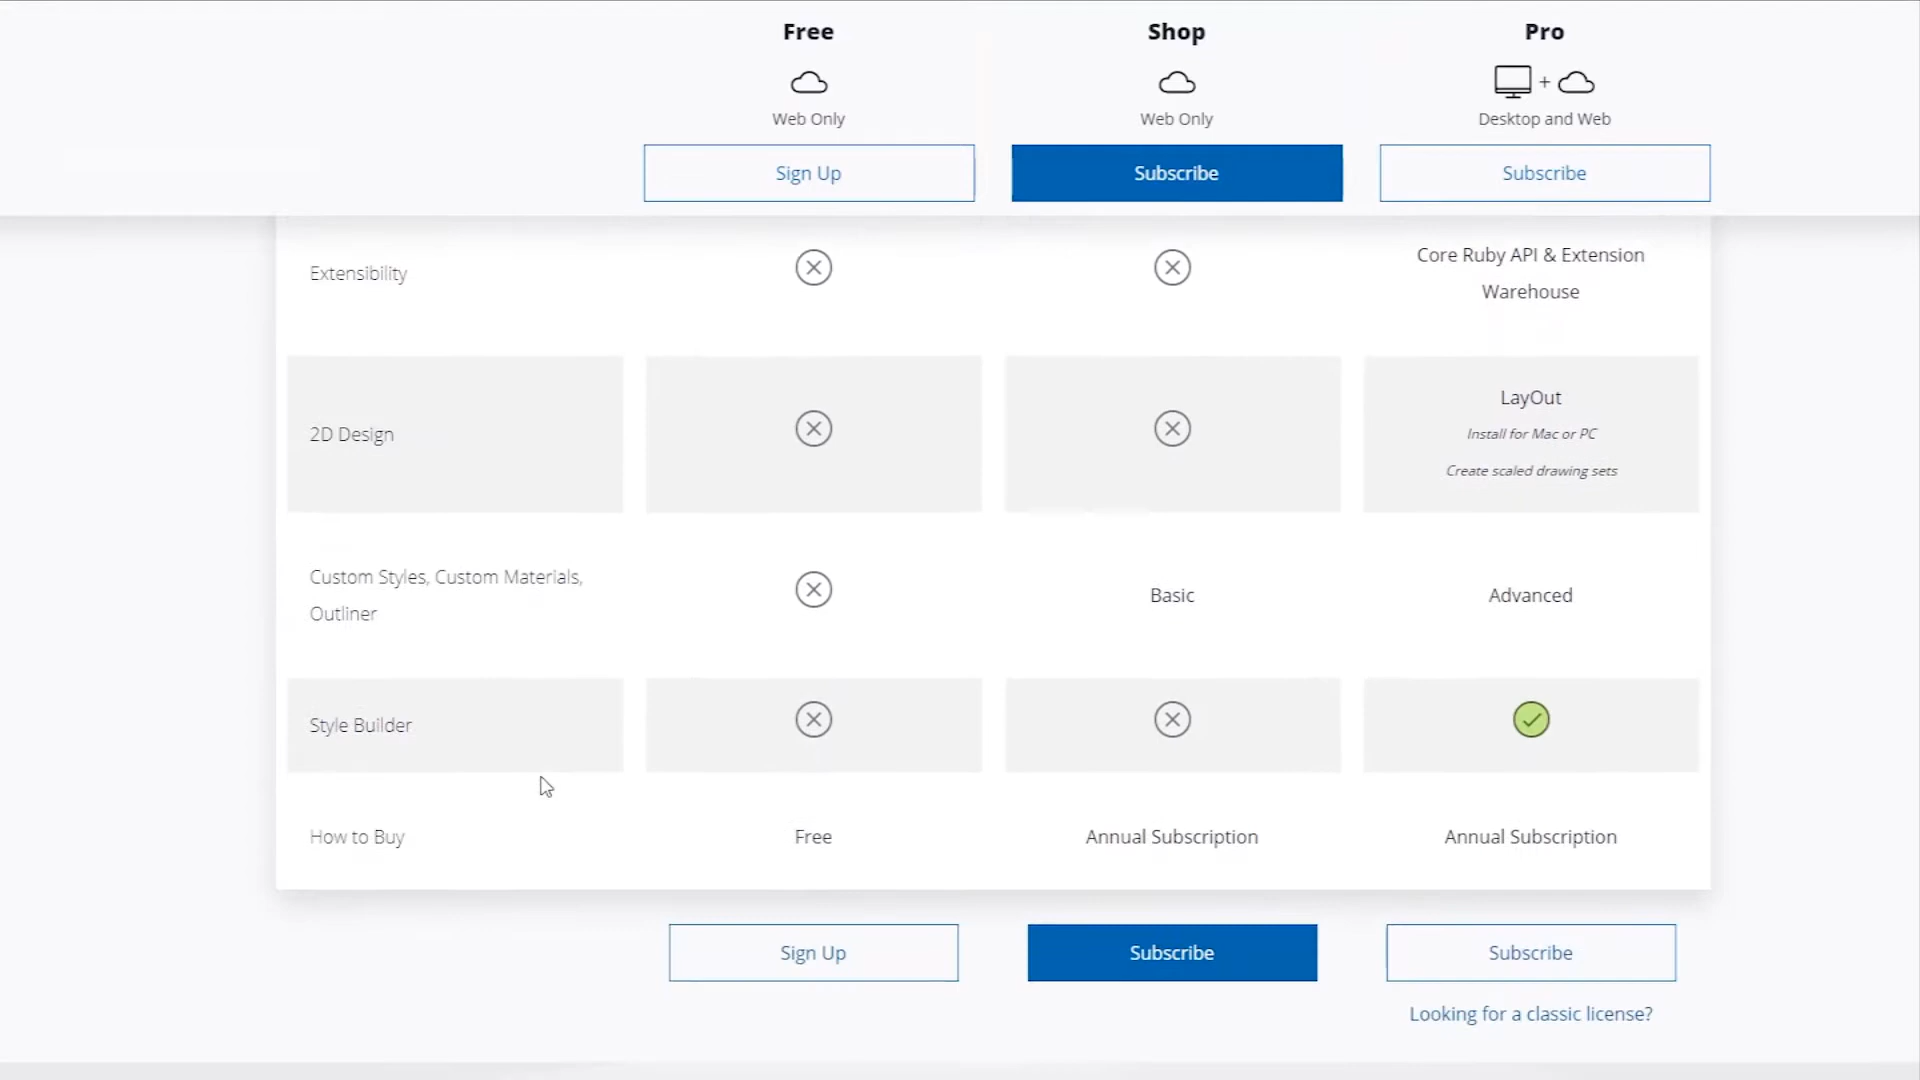 Free
Shop
Pro
+
Web Only
Web Only
Desktop and Web
Sign Up
Subscribe
Subscribe
Extensibility
Core Ruby API & Extension
Warehouse
2D Design
LayOut
Install for Mac or PC
Create scaled drawing sets
Custom Styles, Custom Materials,
Outliner
Basic
Advanced
Style Builder
How to Buy
Free
Annual Subscription
Annual Subscription
Sign Up
Subscribe
Subscribe
Looking for a classic license?